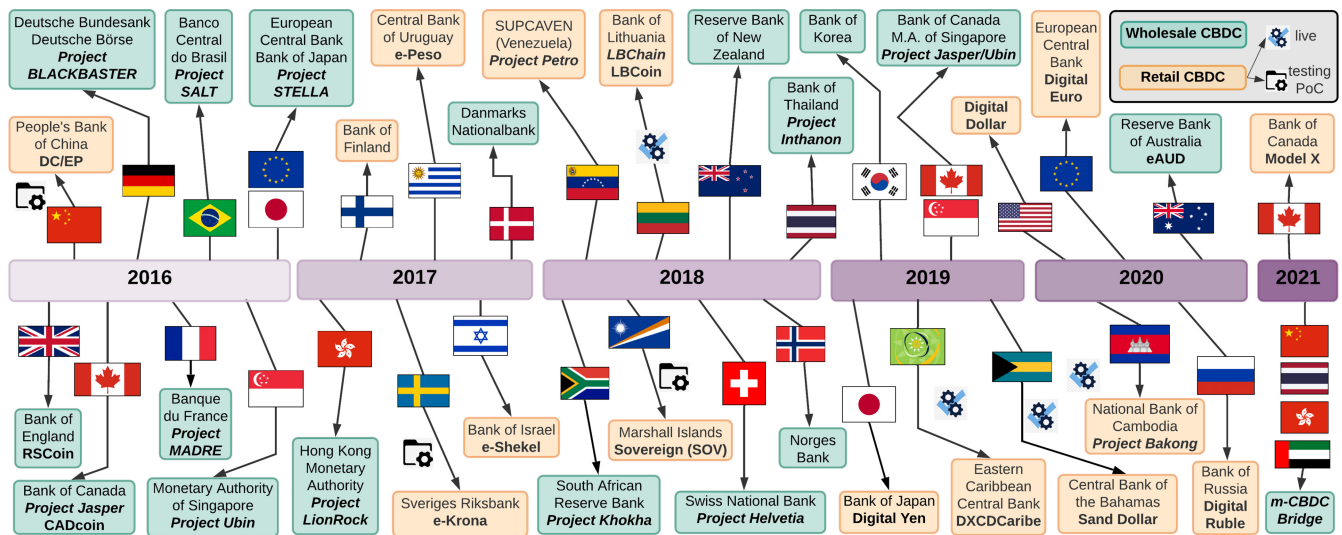 Deutsche Bundesank
Deutsche Börse
Project
BLACKBASTER
Banco
Central
do Brasil
Project
SALT
European
Central Bank
Bank of Japan
Project
STELLA
Central Bank
of Uruguay
e-Peso
SUPCAVEN
(Venezuela)
Project Petro
Bank of
Lithuania
LBChain
LBCoin
Reserve Bank
of New
Zealand
Bank of
Korea
Bank of Canada
M.A. of Singapore
Project Jasper/Ubin
European
Central
Bank
Digital
Euro
Wholesale CBDC
Retail CBDC
live
testing
PoC
People's Bank
of China
DC/EP
Bank of
Finland
Danmarks
Nationalbank
Bank of
Thailand
Project
Inthanon
Digital
Dollar
Reserve Bank
of Australia
eAUD
Bank of
Canada
Model X
2016
2017
2018
2019
2020
2021
Bank of
England
RSCoin
Bank of Canada
Project Jasper
CADcoin
Banque
du France
Project
MADRE
Monetary Authority
of Singapore
Project Ubin
Hong Kong
Monetary
Authority
Project
LionRock
Sveriges Riksbank
e-Krona
Bank of Israel
e-Shekel
South African
Reserve Bank
Project Khokha
Marshall Islands
Sovereign (SOV)
Swiss National Bank
Project Helvetia
Norges
Bank
Bank of Japan
Digital Yen
Eastern
Caribbean
Central Bank
DXCDCaribe
Central Bank of
the Bahamas
Sand Dollar
National Bank of
Cambodia
Project Bakong
Bank of
Russia
Digital
Ruble
m-CBDC
Bridge